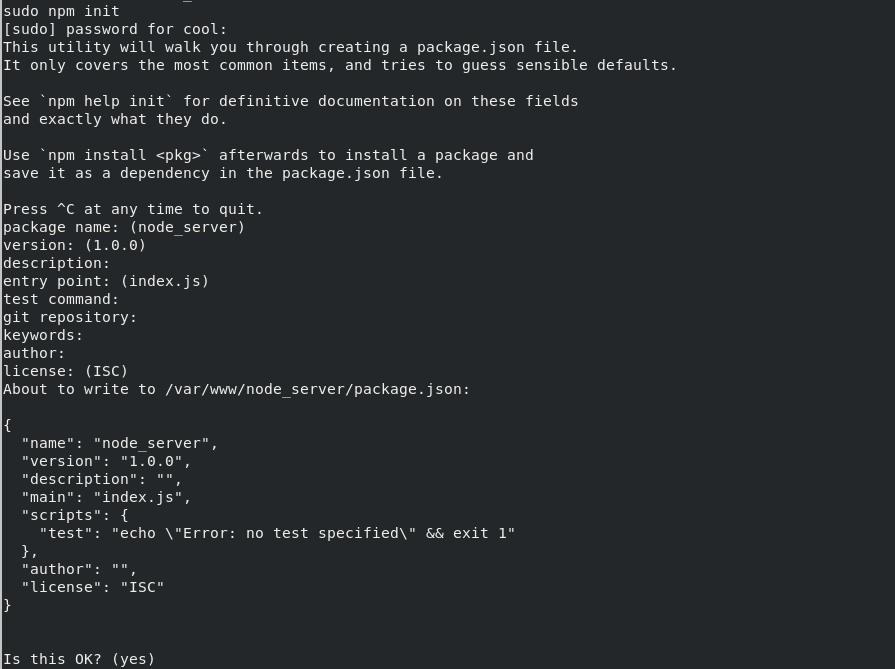 sudo npm init
[sudo] password for cool:
This utility will walk you through creating a package.json file.
It only covers the most common items, and tries to guess sensible defaults.
See `npm help init` for definitive documentation on these fields
and exactly what they do.
Use `npm install <pkg>` afterwards to install a package and
save it as a dependency in the package.json file.
Press ^C at any time to quit.
package name: (node_server)
version: (1.0.0)
description:
entry point: (index.js)
test command:
git repository:
keywords:
author:
license: (ISC)
About to write to /var/www/node_server/package.json:
{
  "name": "node_server",
  "version": "1.0.0",
  "description": "",
  "main": "index.js",
  "scripts": {
    "test": "echo \"Error: no test specified\" && exit 1"
  },
  "author": "",
  "license": "ISC"
}
Is this OK? (yes)